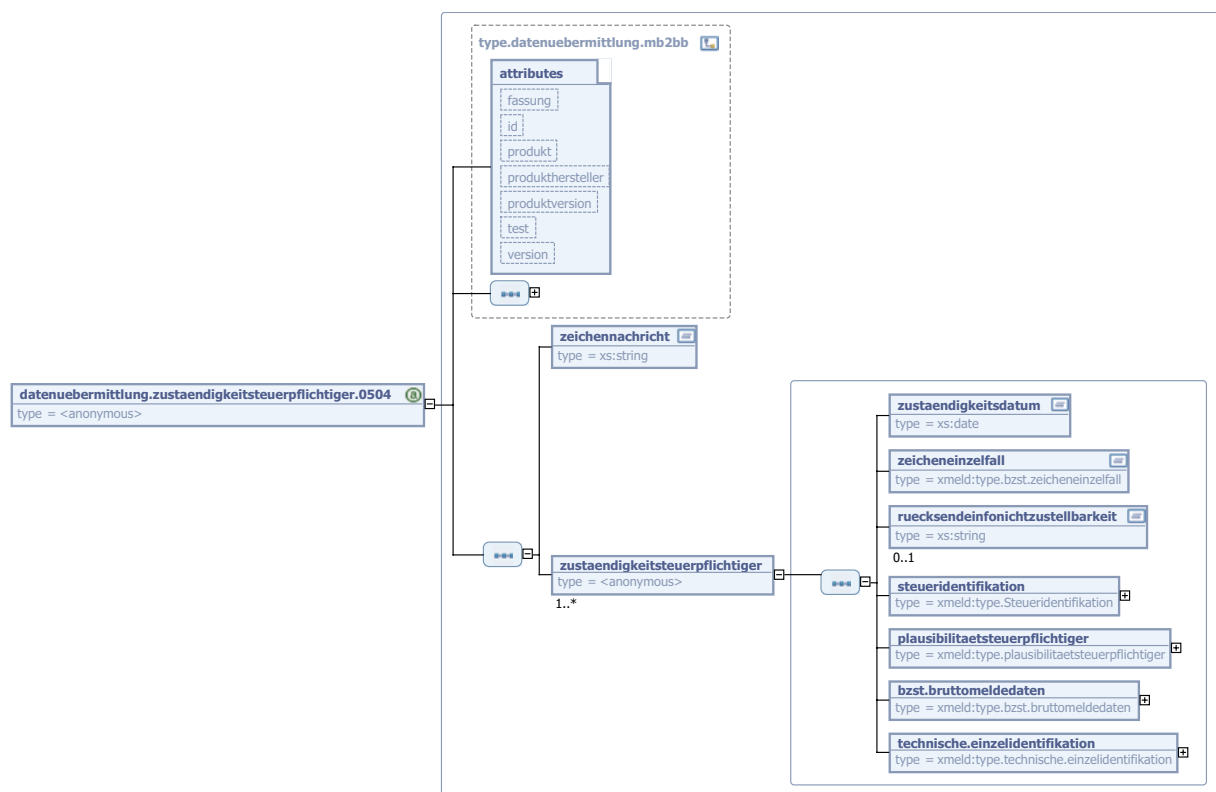 type.datenuebermittlung.mb2bb
attributes
fassung
id
produkt
produkthersteller
produktversion
test
version
zeichennachricht
type = xs:string
datenuebermittlung.zustaendigkeitsteuerpflichtiger.0504
type = <anonymous>
zustaendigkeitsteuerpflichtiger
type = <anonymous>
1..*
zustaendigkeitsdatum
type = xs:date
zeicheneinzelfall
type = xmeld:type.bzst.zeicheneinzelfall
ruecksendeinfonichtzustellbarkeit
type = xs:string
0..1
steueridentifikation
type = xmeld:type.Steueridentifikation
plausibilitaetsteuerpflichtiger
type = xmeld:type.plausibilitaetsteuerpflichtiger
bzst.bruttomeldedaten
type = xmeld:type.bzst.bruttomeldedaten
technische.einzelidentifikation
type = xmeld:type.technische.einzelidentifikation